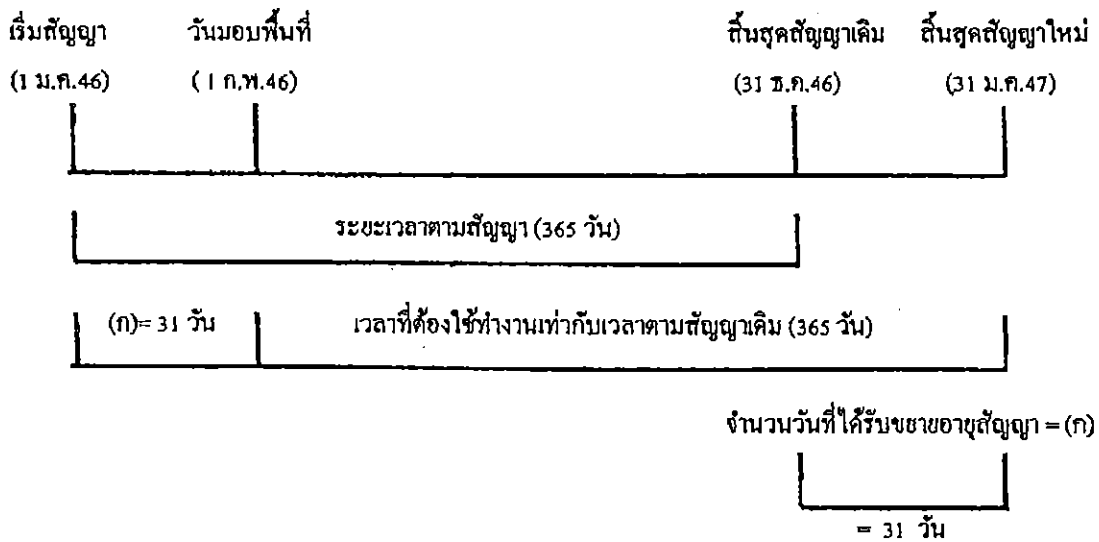 เริ่มสัญญา วันมอบพื้นที่ สิ้นสุดสัญญาเดิม สิ้นสุดสัญญาใหม่
(1 ม.ค.46) ( 1 ก.พ.46) (31 ธ.ค.46) (31 ม.ค.47)
ระยะเวลาตามสัญญา (365 วัน)
(ก)= 31 วัน เวลาที่ต้องใช้ทำงานเท่ากับเวลาตามสัญญาเดิม (365 วัน)
จำนวนวันที่ได้รับขยายอายุสัญญา = (ก)
= 31 วัน